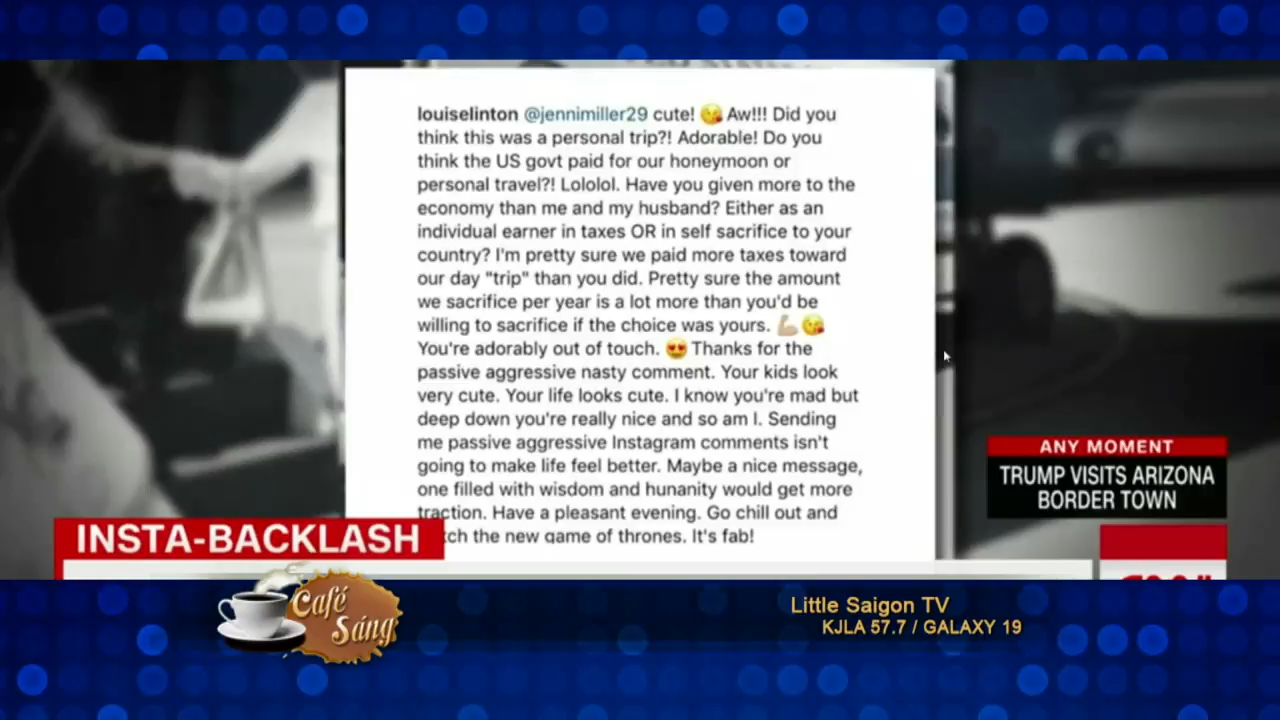 louiselinton @jennimiller29 cute! 😘 Aw!!! Did you
think this was a personal trip?! Adorable! Do you
think the US govt paid for our honeymoon or
personal travel?! Lololol. Have you given more to the
economy than me and my husband? Either as an
individual earner in taxes OR in self sacrifice to your
country? I'm pretty sure we paid more taxes toward
our day "trip" than you did. Pretty sure the amount
we sacrifice per year is a lot more than you'd be
willing to sacrifice if the choice was yours. 💪🏼😘
You're adorably out of touch. 😍 Thanks for the
passive aggressive nasty comment. Your kids look
very cute. Your life looks cute. I know you're mad but
deep down you're really nice and so am I. Sending
me passive aggressive Instagram comments isn't
going to make life feel better. Maybe a nice message,
one filled with wisdom and hunanity would get more
traction. Have a pleasant evening. Go chill out and
the new game of thrones. It's fab!
ANY MOMENT
TRUMP VISITS ARIZONA
BORDER TOWN
INSTA-BACKLASH
Café
Sáng
Little Saigon TV
KJLA 57.7 / GALAXY 19